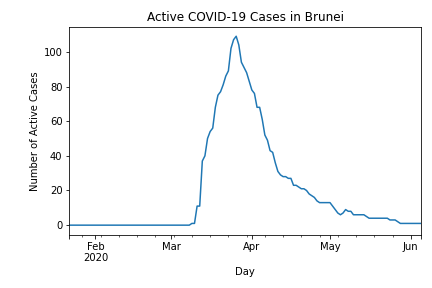 Active COVID-19 Cases in Brunei
Number of Active Cases
100
80
60
40
20
0
Feb
2020
Mar
Apr
May
Jun
Day